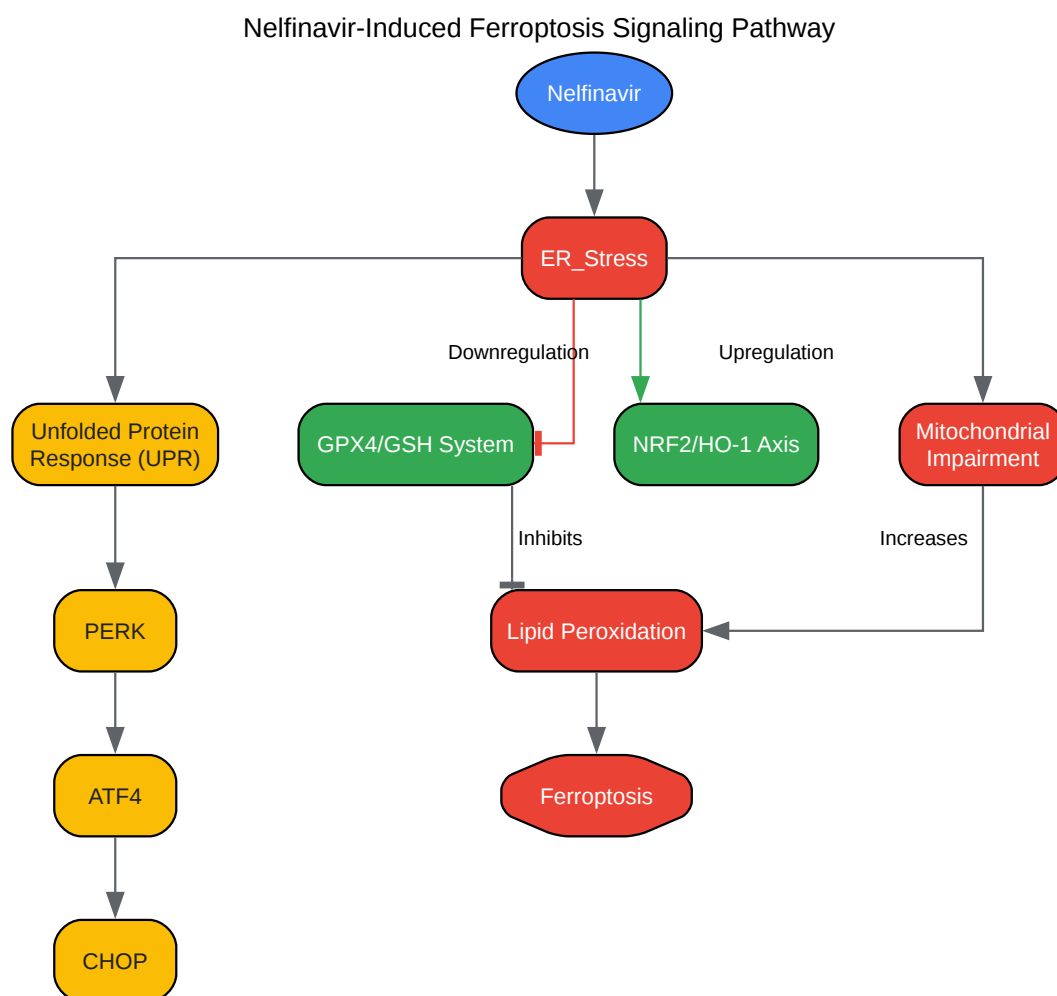 Nelfinavir-Induced Ferroptosis Signaling Pathway
Nelfinavir
ER_Stress
Downregulation
Upregulation
Unfolded Protein
Response (UPR)
GPX4/GSH System
NRF2/HO-1 Axis
Mitochondrial
Impairment
Inhibits
Increases
PERK
Lipid Peroxidation
ATF4
Ferroptosis
CHOP